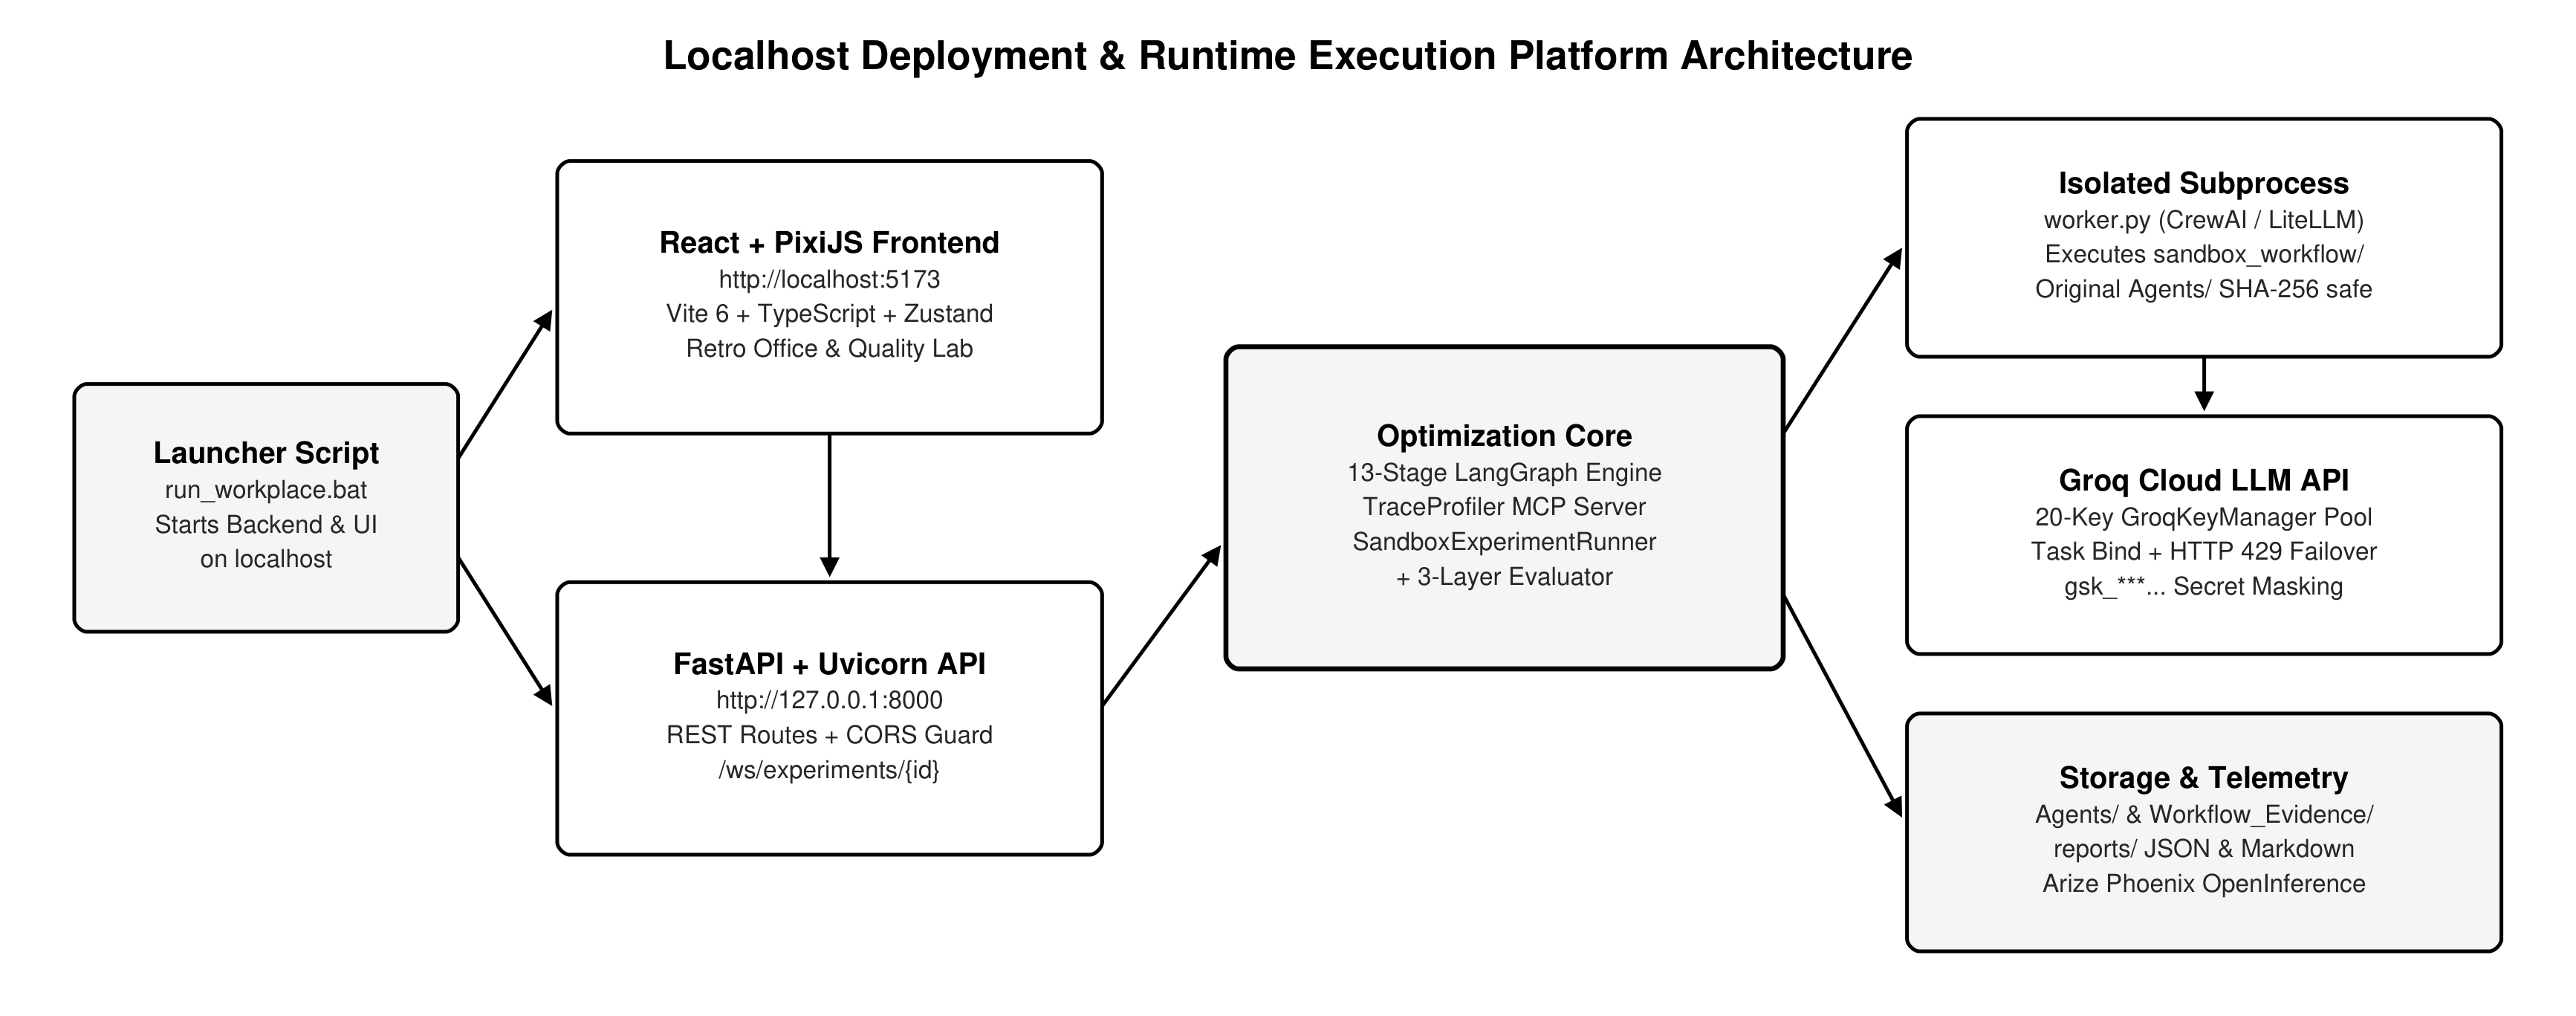 Localhost Deployment & Runtime Execution Platform Architecture
Launcher Script
run_workplace.bat
Starts Backend & UI
on localhost
React + PixiJS Frontend
http://localhost:5173
Vite 6 + TypeScript + Zustand
Retro Office & Quality Lab
FastAPI + Uvicorn API
http://127.0.0.1:8000
REST Routes + CORS Guard
/ws/experiments/{id}
Optimization Core
13-Stage LangGraph Engine
TraceProfiler MCP Server
SandboxExperimentRunner
+ 3-Layer Evaluator
Isolated Subprocess
worker.py (CrewAI / LiteLLM)
Executes sandbox_workflow/
Original Agents/ SHA-256 safe
Groq Cloud LLM API
20-Key GroqKeyManager Pool
Task Bind + HTTP 429 Failover
gsk_***... Secret Masking
Storage & Telemetry
Agents/ & Workflow_Evidence/
reports/ JSON & Markdown
Arize Phoenix OpenInference